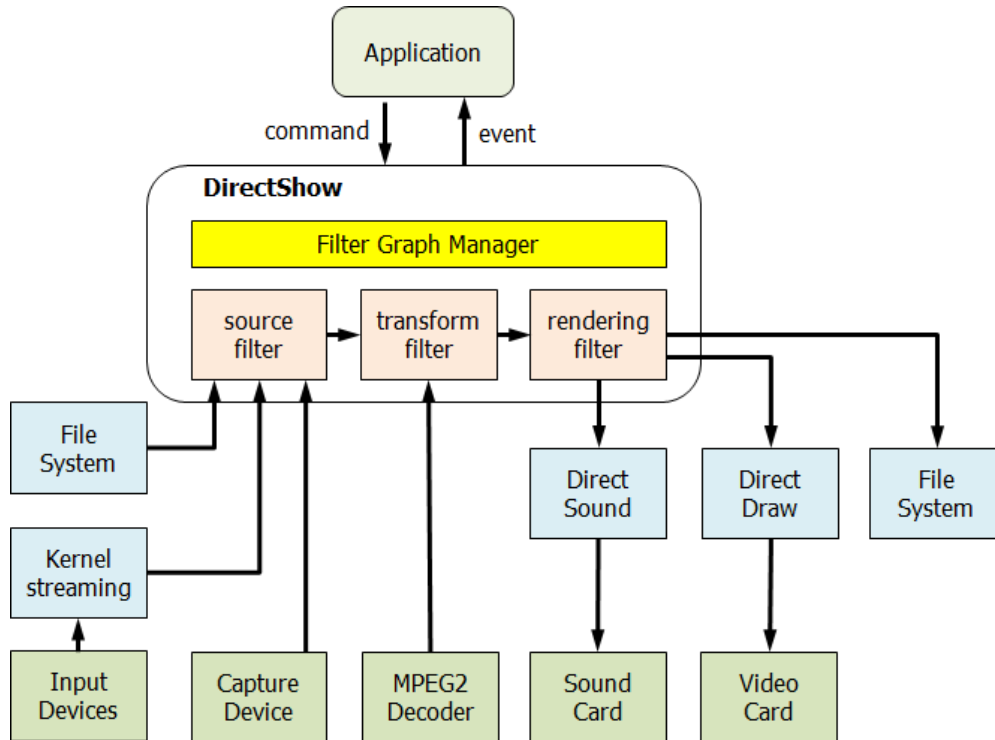 Application
command
event
DirectShow
Filter Graph Manager
source
filter
transform
filter
rendering
filter
File
System
Direct
Sound
Direct
Draw
File
System
Kernel
streaming
Input
Devices
Capture
Device
MPEG2
Decoder
Sound
Card
Video
Card